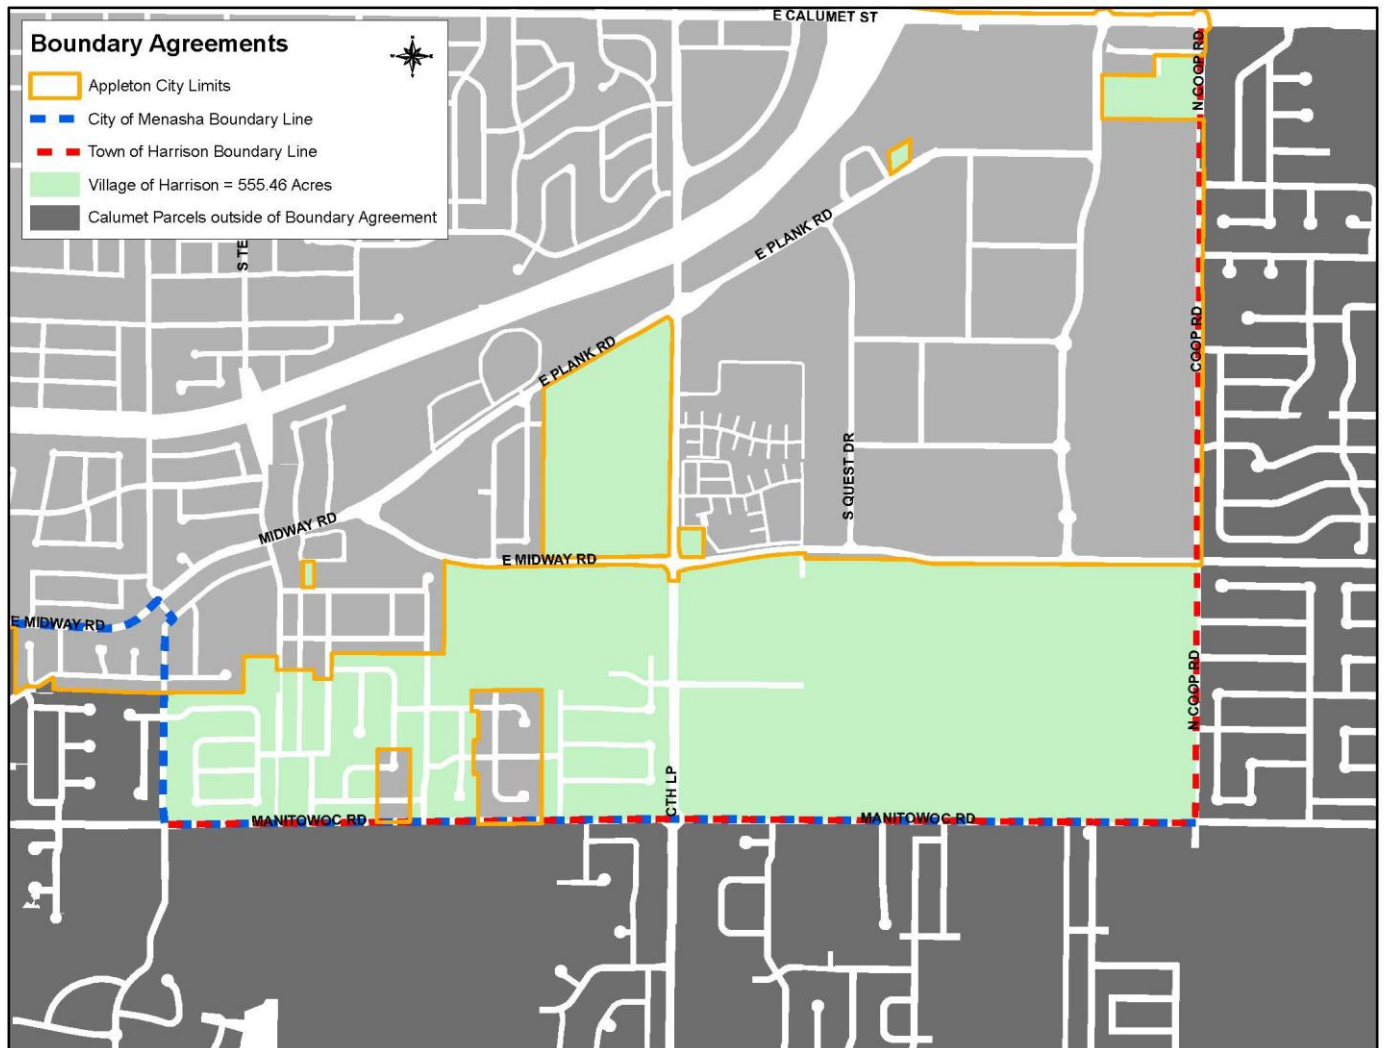 E CALUMET ST
Boundary Agreements
Appleton City Limits
City of Menasha Boundary Line
Town of Harrison Boundary Line
Village of Harrison = 555.46 Acres
Calumet Parcels outside of Boundary Agreement
N COOP RD
E PLANK RD
S TE
COOP RD
E PLANK RD
S QUEST DR
MIDWAY RD
E MIDWAY RD
E MIDWAY RD
N COOP RD
CTH LP
MANITOWOC RD
MANITOWOC RD